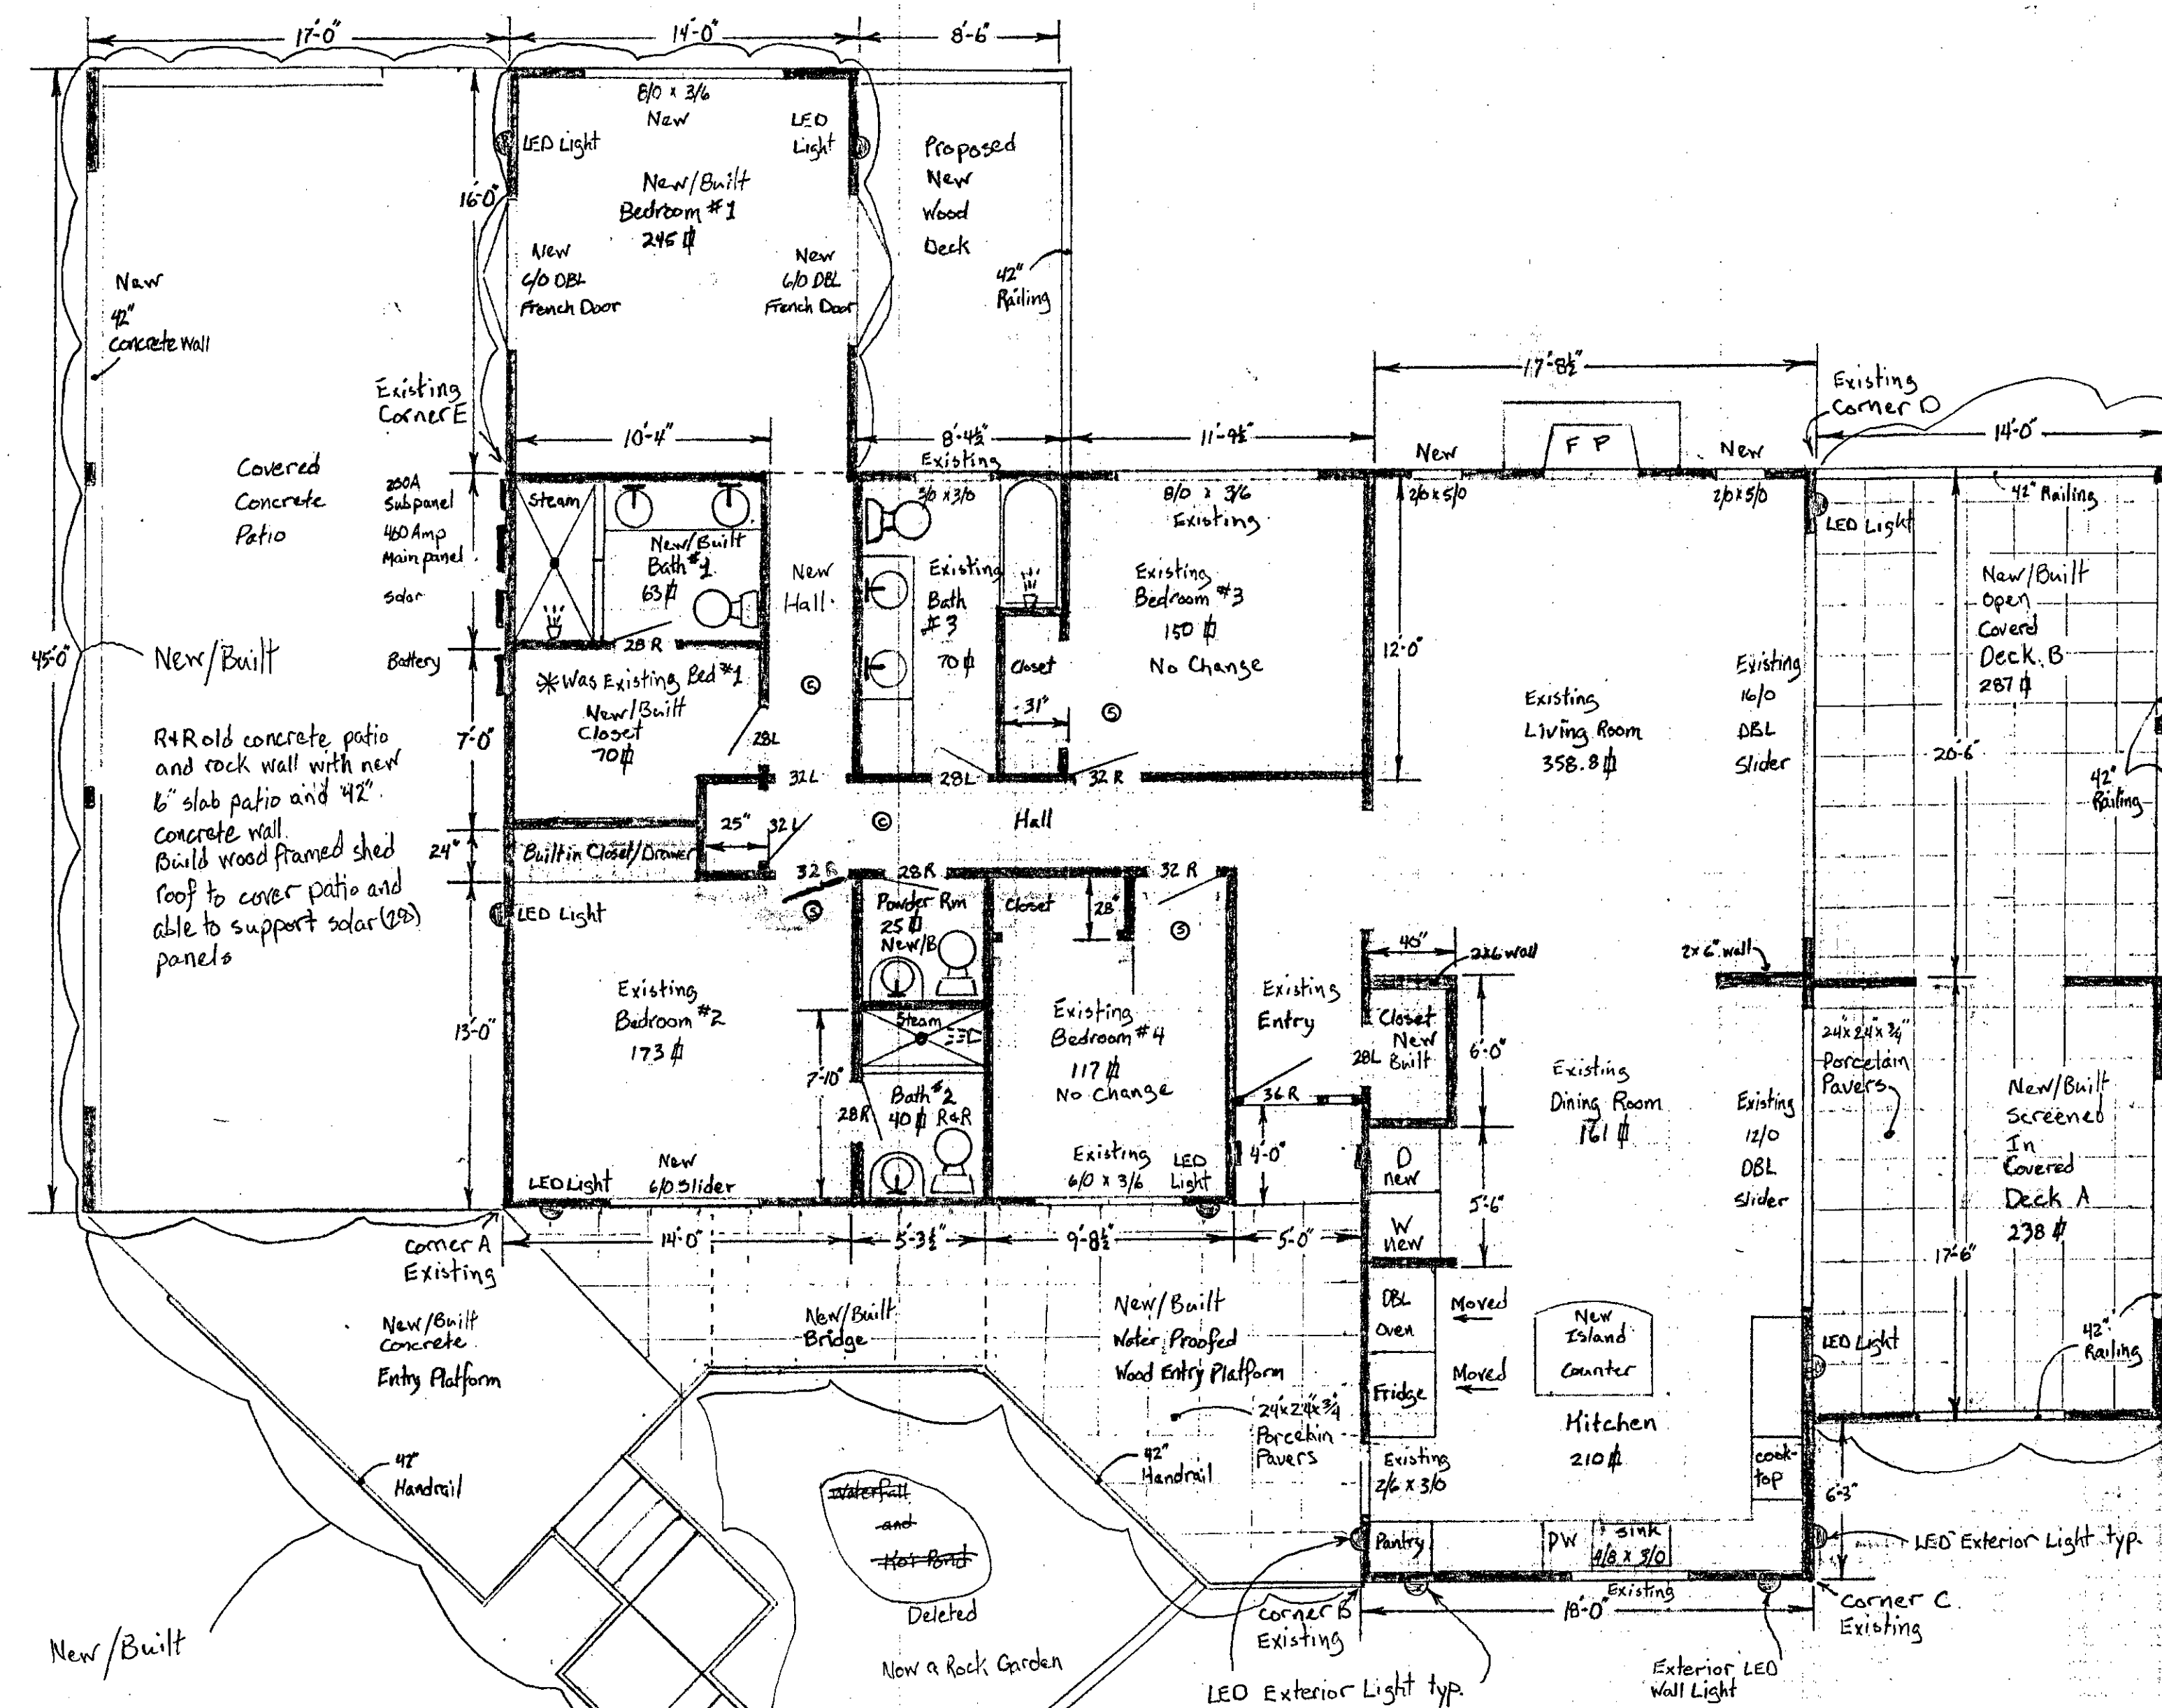 17'-0"
14'-0"
8'-6"
8/0 x 3/6
New
LED Light
LED
Light
Proposed
New
Wood
Deck
16'-0"
New/Built
Bedroom #1
245 ⏍
New
6/0 DBL
French Door
New
6/0 DBL
French Door
42"
Railing
New
42"
Concrete Wall
Existing
Corner E
17'-8½"
Existing
Corner D
10'-4"
8'-4½"
11'-9½"
14'-0"
Existing
New
F P
New
Covered
Concrete
Patio
200A
Subpanel
460 Amp
Main panel
Solar
Battery
Steam
3/0 x 3/0
8/0 x 3/6
Existing
2/0 x 5/0
2/0 x 5/0
42" Railing
LED Light
New/Built
Bath #1
63 ⏍
New
Hall
Existing
Bath
#3
70 ⏍
Existing
Bedroom #3
150 ⏍
No Change
New/Built
Open
Coverd
Deck B
287 ⏍
45'-0"
New/Built
28 R
12'-0"
Closet
31"
*Was Existing Bed #1
New/Built
Closet
70 ⏍
C
S
Existing
Living Room
358.8 ⏍
Existing
16/0
DBL
Slider
7'-0"
28L
20'-6"
42"
Railing
R+R old concrete patio
and rock wall with new
6" slab patio and 42"
concrete wall.
Build wood framed shed
roof to cover patio and
able to support solar (28)
panels
32L
28L
32 R
24"
Built in Closet/Drawer
25"
32L
C
Hall
32 R
28R
32 R
LED Light
S
Powder Rm
25 ⏍
New/B
Closet
28"
S
40"
2x6 wall
2x6" wall
Existing
Bedroom #2
173 ⏍
Existing
Bedroom #4
117 ⏍
No Change
Existing
Entry
Closet
New
Built
28L
6'-0"
24"x24"x3/4"
Porcelain
Pavers
13'-0"
Steam
7'-10"
Bath #2
40 ⏍ R&R
28R
36 R
Existing
Dining Room
161 ⏍
Existing
12/0
DBL
Slider
New/Built
Screened
In
Covered
Deck A
238 ⏍
LED Light
New
6/0 Slider
Existing
6/0 x 3/6
LED
Light
4'-0"
D
new
W
new
5'-6"
Corner A
Existing
14'-0"
5'-3½"
9'-8½"
5'-0"
17'-6"
New/Built
Concrete
Entry Platform
New/Built
Bridge
New/Built
Water Proofed
Wood Entry Platform
DBL
Oven
Moved
Fridge
Moved
New
Island
Counter
LED Light
42"
Railing
24"x24"x3/4
Porcelain
Pavers
42"
Handrail
42"
Handrail
Existing
2/6 x 3/0
Kitchen
210 ⏍
cook-
top
6'-3"
Waterfall
and
Koi Pond
Deleted
Now a Rock Garden
Pantry
DW
Sink
4/8 x 3/0
Existing
LED Exterior Light typ.
Corner B
Existing
18'-0"
Corner C
Existing
New/Built
LED Exterior Light typ.
Exterior LED
Wall Light